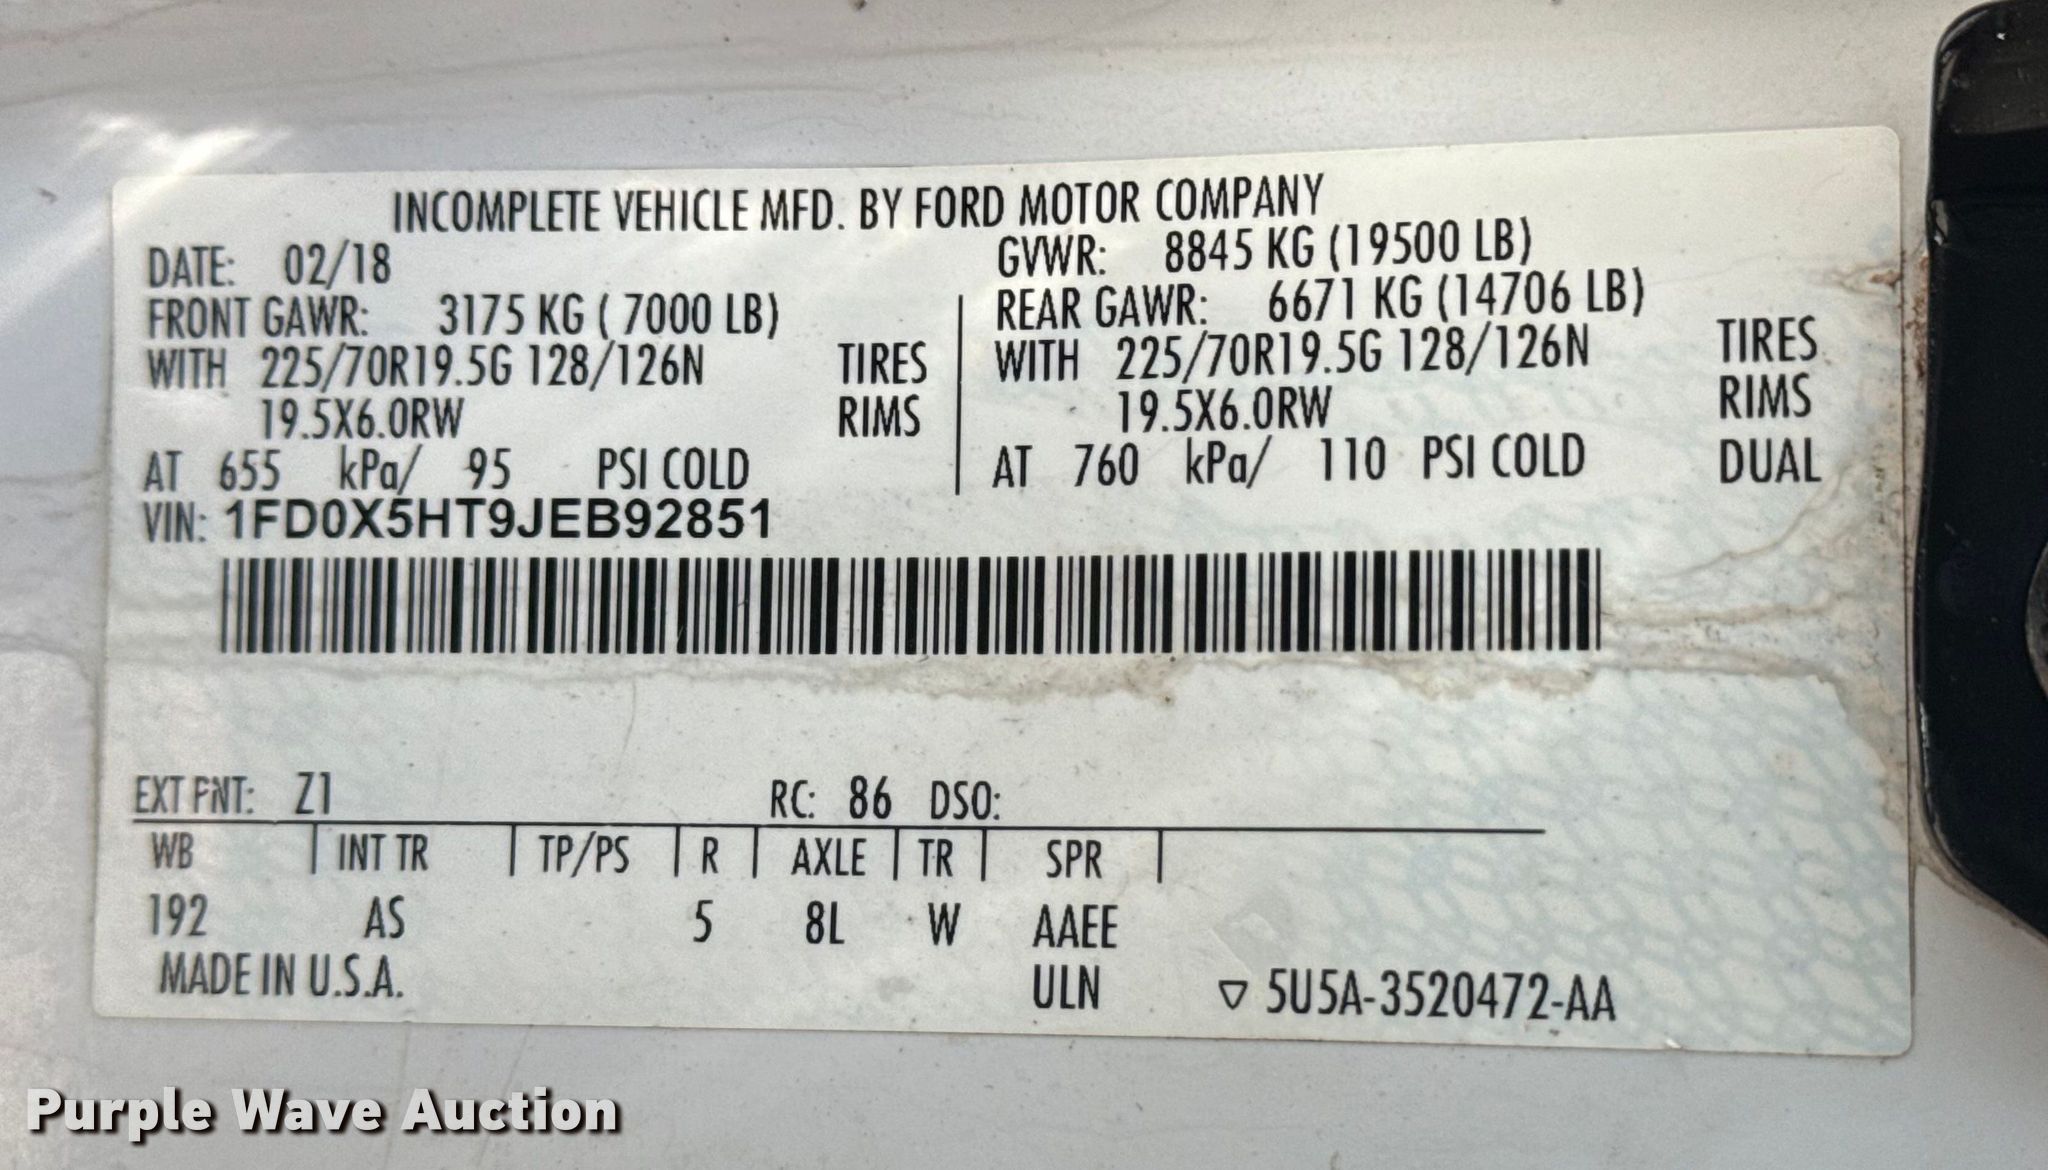 INCOMPLETE VEHICLE MFD. BY FORD MOTOR COMPANY
DATE: 02/18 GVWR: 8845 KG (19500 LB)
FRONT GAWR: 3175 KG ( 7000 LB) REAR GAWR: 6671 KG (14706 LB)
WITH 225/70R19.5G 128/126N TIRES WITH 225/70R19.5G 128/126N TIRES
19.5X6.0RW RIMS 19.5X6.0RW RIMS
AT 655 kPa/ 95 PSI COLD AT 760 kPa/ 110 PSI COLD DUAL
VIN: 1FD0X5HT9JEB92851
EXT PNT: Z1 RC: 86 DSO:
WB INT TR TP/PS R AXLE TR SPR
192 AS 5 8L W AAEE
MADE IN U.S.A. ULN ▽ 5U5A-3520472-AA
Purple Wave Auction